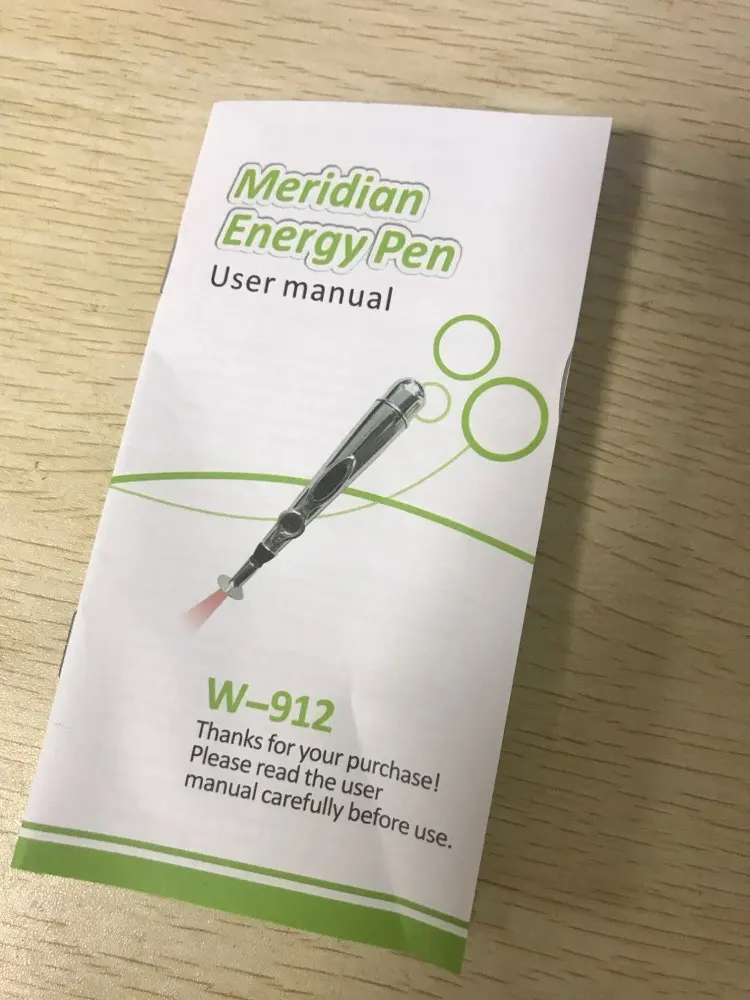 Meridian
Energy Pen
User manual
W–912
Thanks for your purchase!
Please read the user
manual carefully before use.